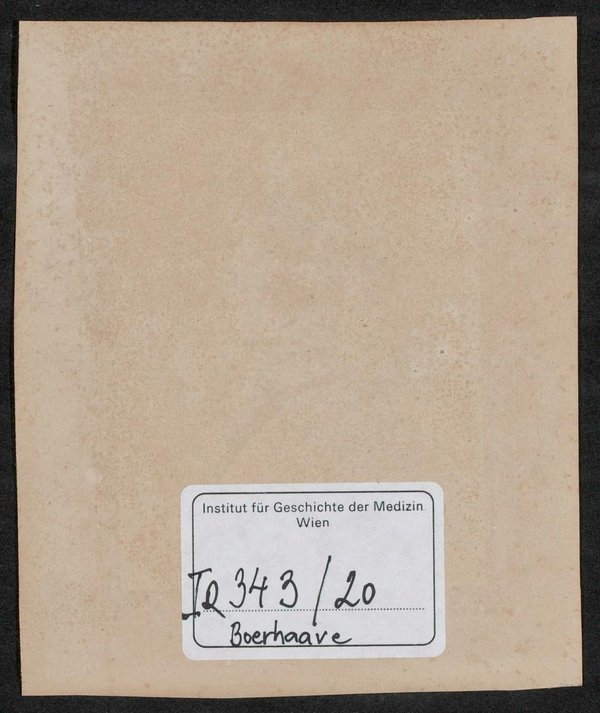 Institut für Geschichte der Medizin
Wien
IQ 343/20
Boerhaave